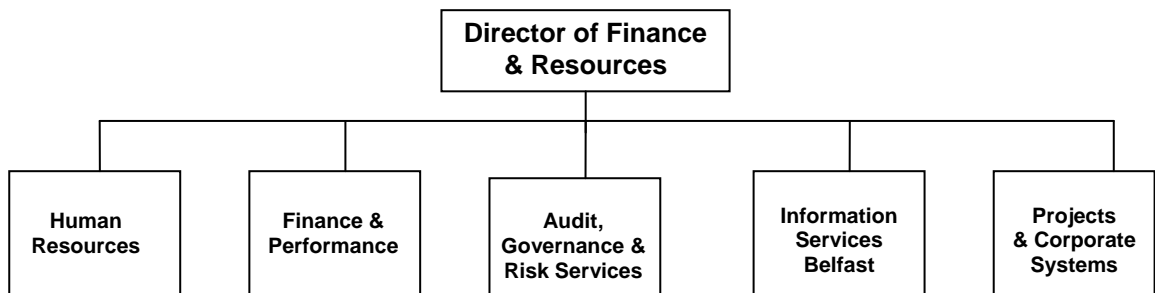 Director of Finance
& Resources
Human
Resources
Finance &
Performance
Audit,
Governance &
Risk Services
Information
Services
Belfast
Projects
& Corporate
Systems